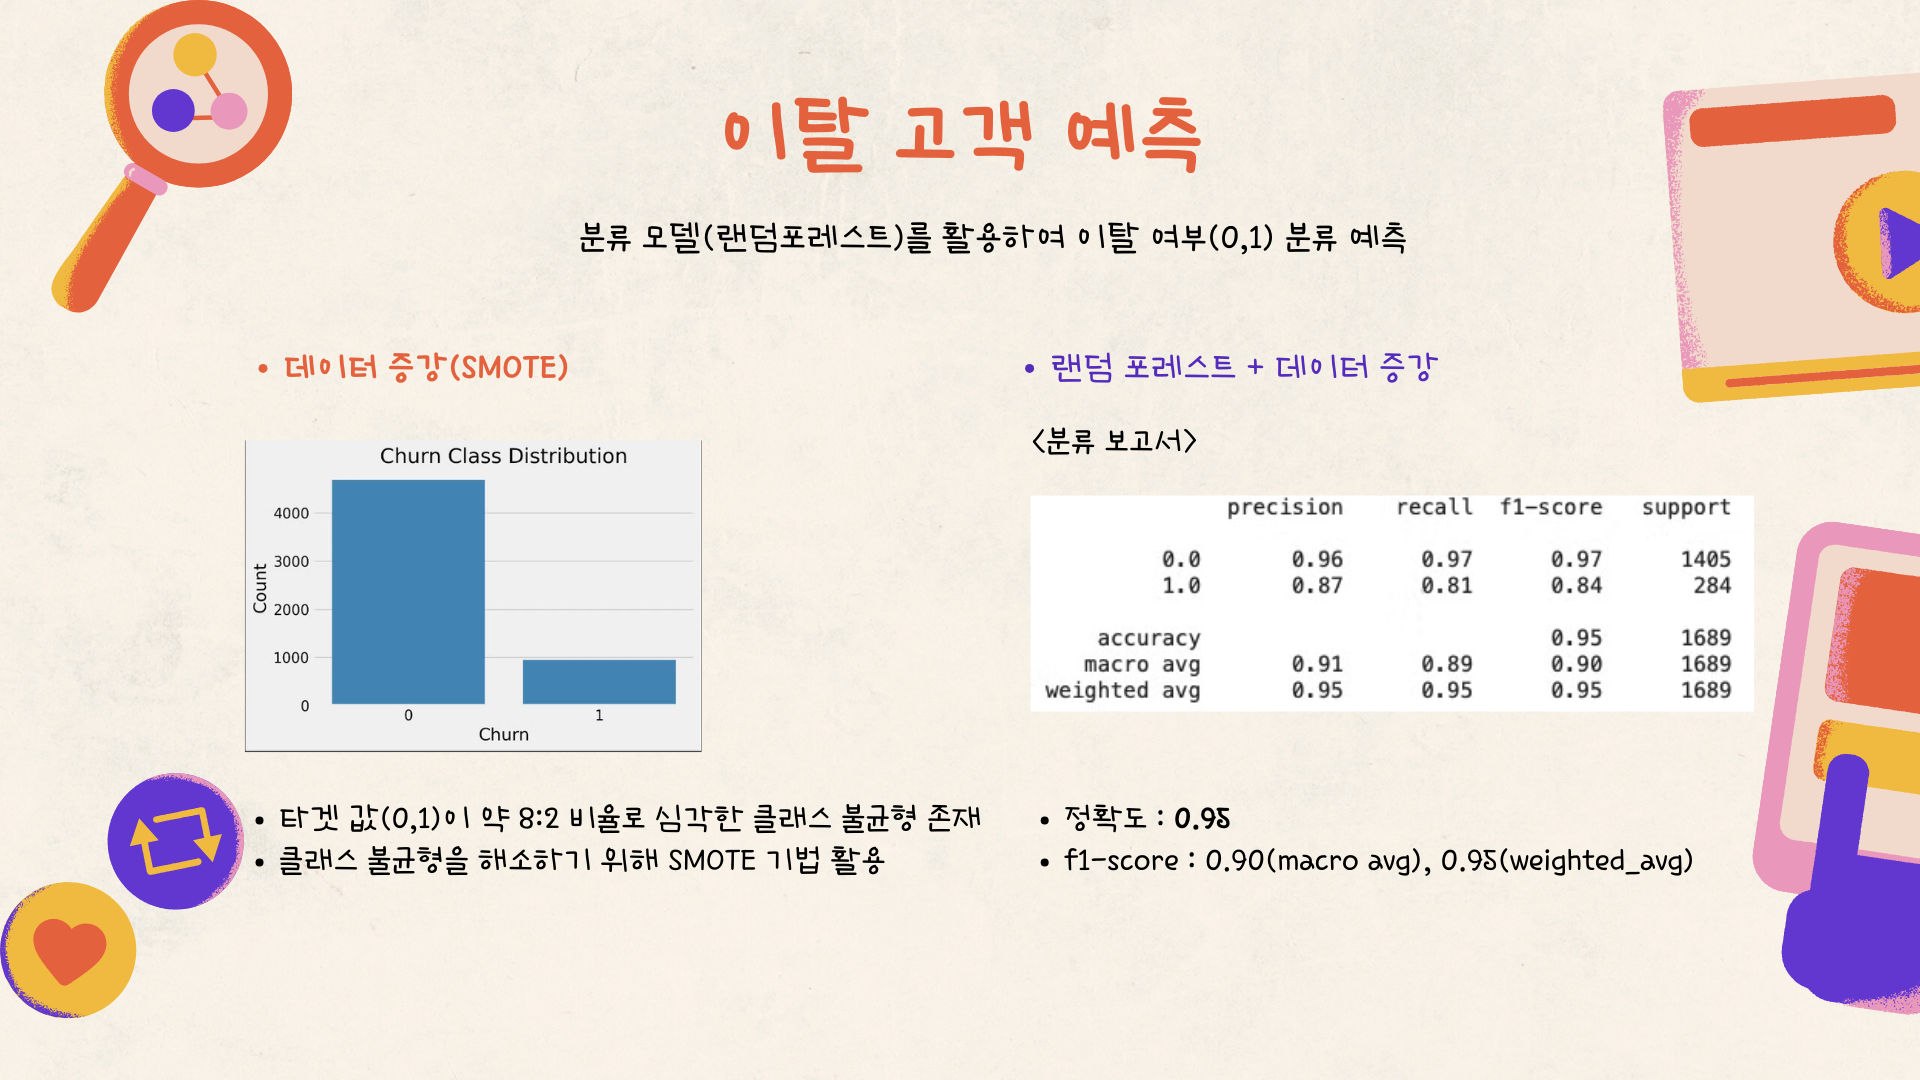 이탈 고객 예측
분류 모델(랜덤포레스트)를 활용하여 이탈 여부(0,1) 분류 예측
• 데이터 증강(SMOTE)
Churn Class Distribution
Count
4000
3000
2000
1000
0
0 1
Churn
• 타겟 값(0,1)이 약 8:2 비율로 심각한 클래스 불균형 존재
• 클래스 불균형을 해소하기 위해 SMOTE 기법 활용
• 랜덤 포레스트 + 데이터 증강
<분류 보고서>
precision recall f1-score support
0.0 0.96 0.97 0.97 1405
1.0 0.87 0.81 0.84 284
accuracy 0.95 1689
macro avg 0.91 0.89 0.90 1689
weighted avg 0.95 0.95 0.95 1689
• 정확도 : 0.95
• f1-score : 0.90(macro avg), 0.95(weighted_avg)